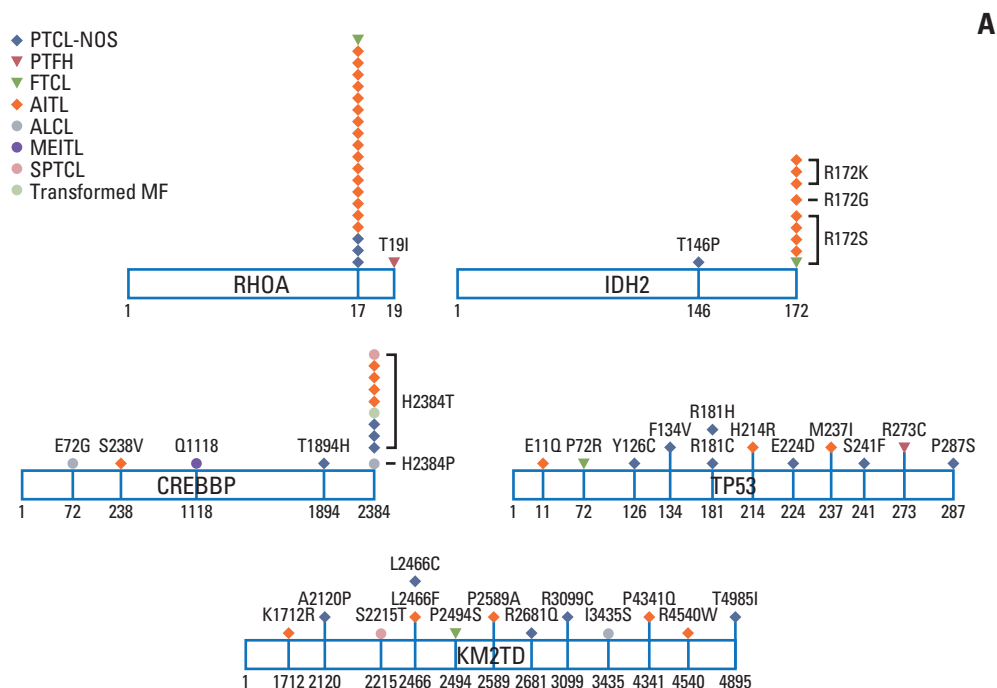 A
PTCL-NOS
PTFH
FTCL
AITL
ALCL
MEITL
SPTCL
Transformed MF
T19I
RHOA
1 17 19
R172K
R172G
R172S
T146P
IDH2
1 146 172
H2384T
H2384P
E72G S238V Q1118 T1894H
CREBBP
1 72 238 1118 1894 2384
R181H
F134V M237I
E11Q P72R Y126C R181C H214R E224D S241F R273C P287S
TP53
1 11 72 126 134 181 214 224 237 241 273 287
L2466C
A2120P L2466F P2589A R3099C P4341Q T4985I
K1712R S2215T P2494S R2681Q I3435S R4540W
KM2TD
1 1712 2120 2215 2466 2494 2589 2681 3099 3435 4341 4540 4895